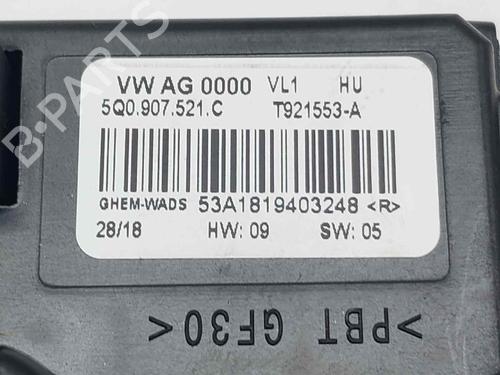 VW AG 0000 VL1 HU
5Q0.907.521.C T921553-A
GHEM-WADS 53A1819403248 <R>
28/18 HW: 09 SW: 05
>PBT GF30<
B-PARTS